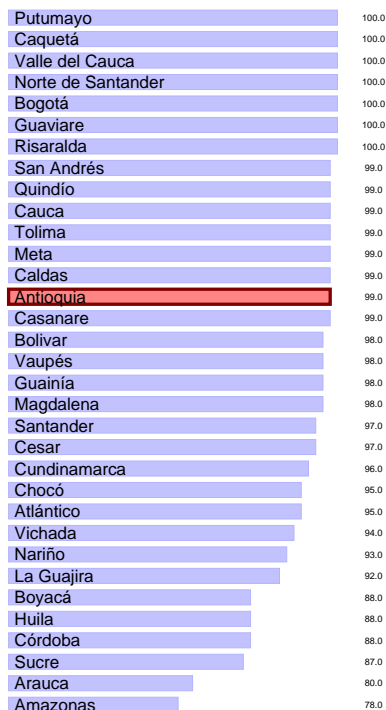 Putumayo 100.0
Caquetá 100.0
Valle del Cauca 100.0
Norte de Santander 100.0
Bogotá 100.0
Guaviare 100.0
Risaralda 100.0
San Andrés 99.0
Quindío 99.0
Cauca 99.0
Tolima 99.0
Meta 99.0
Caldas 99.0
Antioquia 99.0
Casanare 99.0
Bolivar 98.0
Vaupés 98.0
Guainía 98.0
Magdalena 98.0
Santander 97.0
Cesar 97.0
Cundinamarca 96.0
Chocó 95.0
Atlántico 95.0
Vichada 94.0
Nariño 93.0
La Guajira 92.0
Boyacá 88.0
Huila 88.0
Córdoba 88.0
Sucre 87.0
Arauca 80.0
Amazonas 78.0